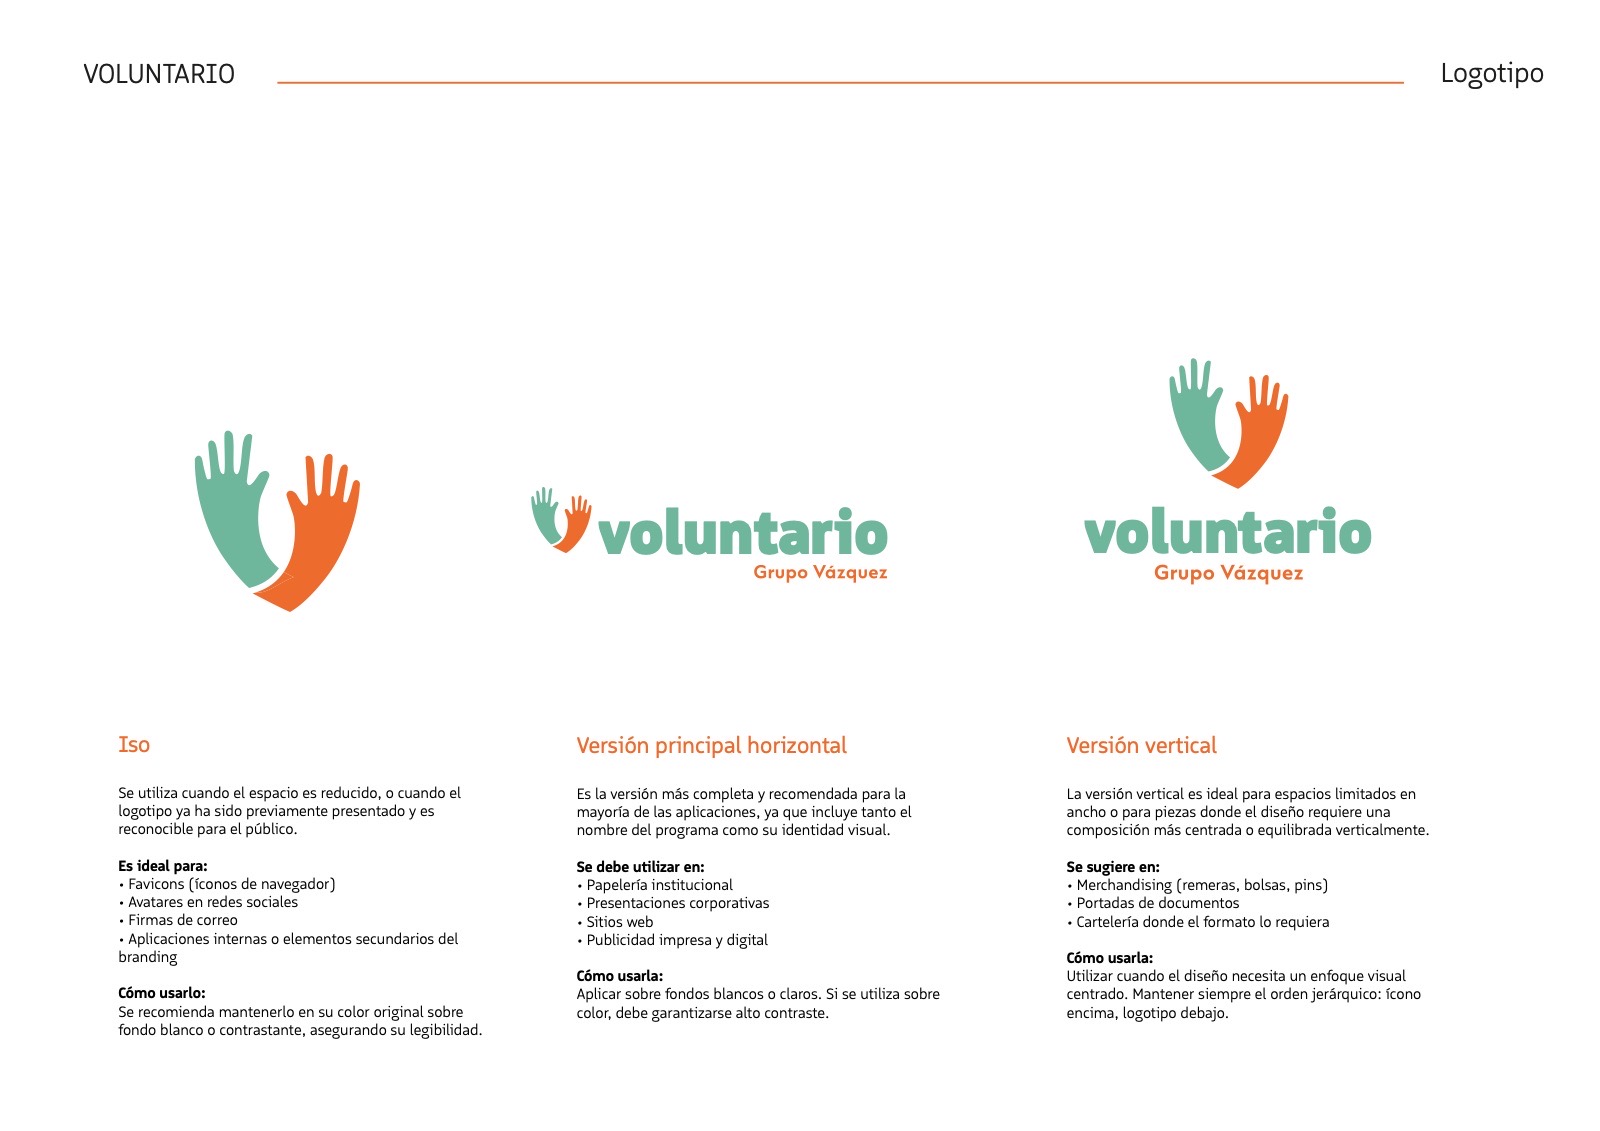 VOLUNTARIO
Logotipo
voluntario
Grupo Vázquez
voluntario
Grupo Vázquez
Iso
Se utiliza cuando el espacio es reducido, o cuando el
logotipo ya ha sido previamente presentado y es
reconocible para el público.
Es ideal para:
• Favicons (íconos de navegador)
• Avatares en redes sociales
• Firmas de correo
• Aplicaciones internas o elementos secundarios del
branding
Cómo usarlo:
Se recomienda mantenerlo en su color original sobre
fondo blanco o contrastante, asegurando su legibilidad.
Versión principal horizontal
Es la versión más completa y recomendada para la
mayoría de las aplicaciones, ya que incluye tanto el
nombre del programa como su identidad visual.
Se debe utilizar en:
• Papelería institucional
• Presentaciones corporativas
• Sitios web
• Publicidad impresa y digital
Cómo usarla:
Aplicar sobre fondos blancos o claros. Si se utiliza sobre
color, debe garantizarse alto contraste.
Versión vertical
La versión vertical es ideal para espacios limitados en
ancho o para piezas donde el diseño requiere una
composición más centrada o equilibrada verticalmente.
Se sugiere en:
• Merchandising (remeras, bolsas, pins)
• Portadas de documentos
• Cartelería donde el formato lo requiera
Cómo usarla:
Utilizar cuando el diseño necesita un enfoque visual
centrado. Mantener siempre el orden jerárquico: ícono
encima, logotipo debajo.